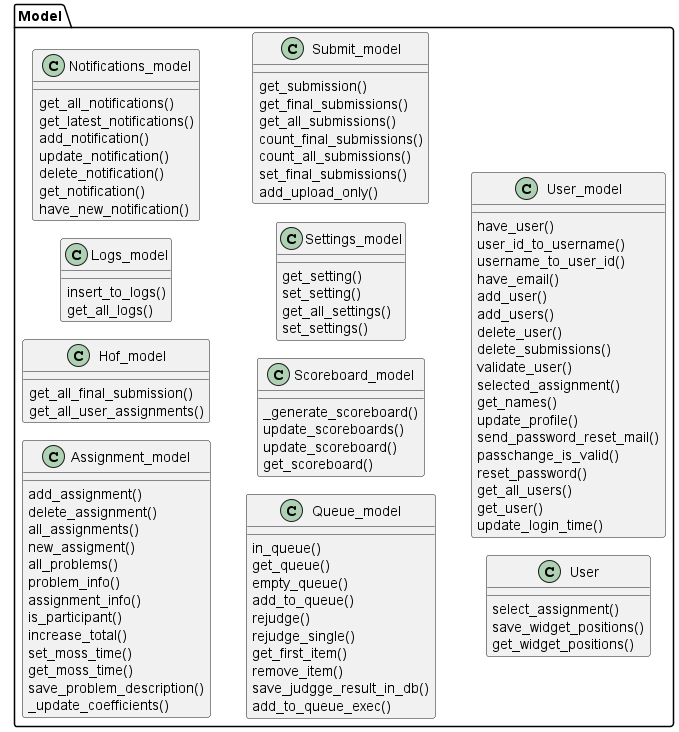 Model
C Notifications_model
get_all_notifications()
get_latest_notifications()
add_notification()
update_notification()
delete_notification()
get_notification()
have_new_notification()
C Logs_model
insert_to_logs()
get_all_logs()
C Hof_model
get_all_final_submission()
get_all_user_assignments()
C Assignment_model
add_assignment()
delete_assignment()
all_assignments()
new_assigment()
all_problems()
problem_info()
assignment_info()
is_participant()
increase_total()
set_moss_time()
get_moss_time()
save_problem_description()
_update_coefficients()
C Submit_model
get_submission()
get_final_submissions()
get_all_submissions()
count_final_submissions()
count_all_submissions()
set_final_submissions()
add_upload_only()
C Settings_model
get_setting()
set_setting()
get_all_settings()
set_settings()
C Scoreboard_model
_generate_scoreboard()
update_scoreboards()
update_scoreboard()
get_scoreboard()
C Queue_model
in_queue()
get_queue()
empty_queue()
add_to_queue()
rejudge()
rejudge_single()
get_first_item()
remove_item()
save_judgge_result_in_db()
add_to_queue_exec()
C User_model
have_user()
user_id_to_username()
username_to_user_id()
have_email()
add_user()
add_users()
delete_user()
delete_submissions()
validate_user()
selected_assignment()
get_names()
update_profile()
send_password_reset_mail()
passchange_is_valid()
reset_password()
get_all_users()
get_user()
update_login_time()
C User
select_assignment()
save_widget_positions()
get_widget_positions()